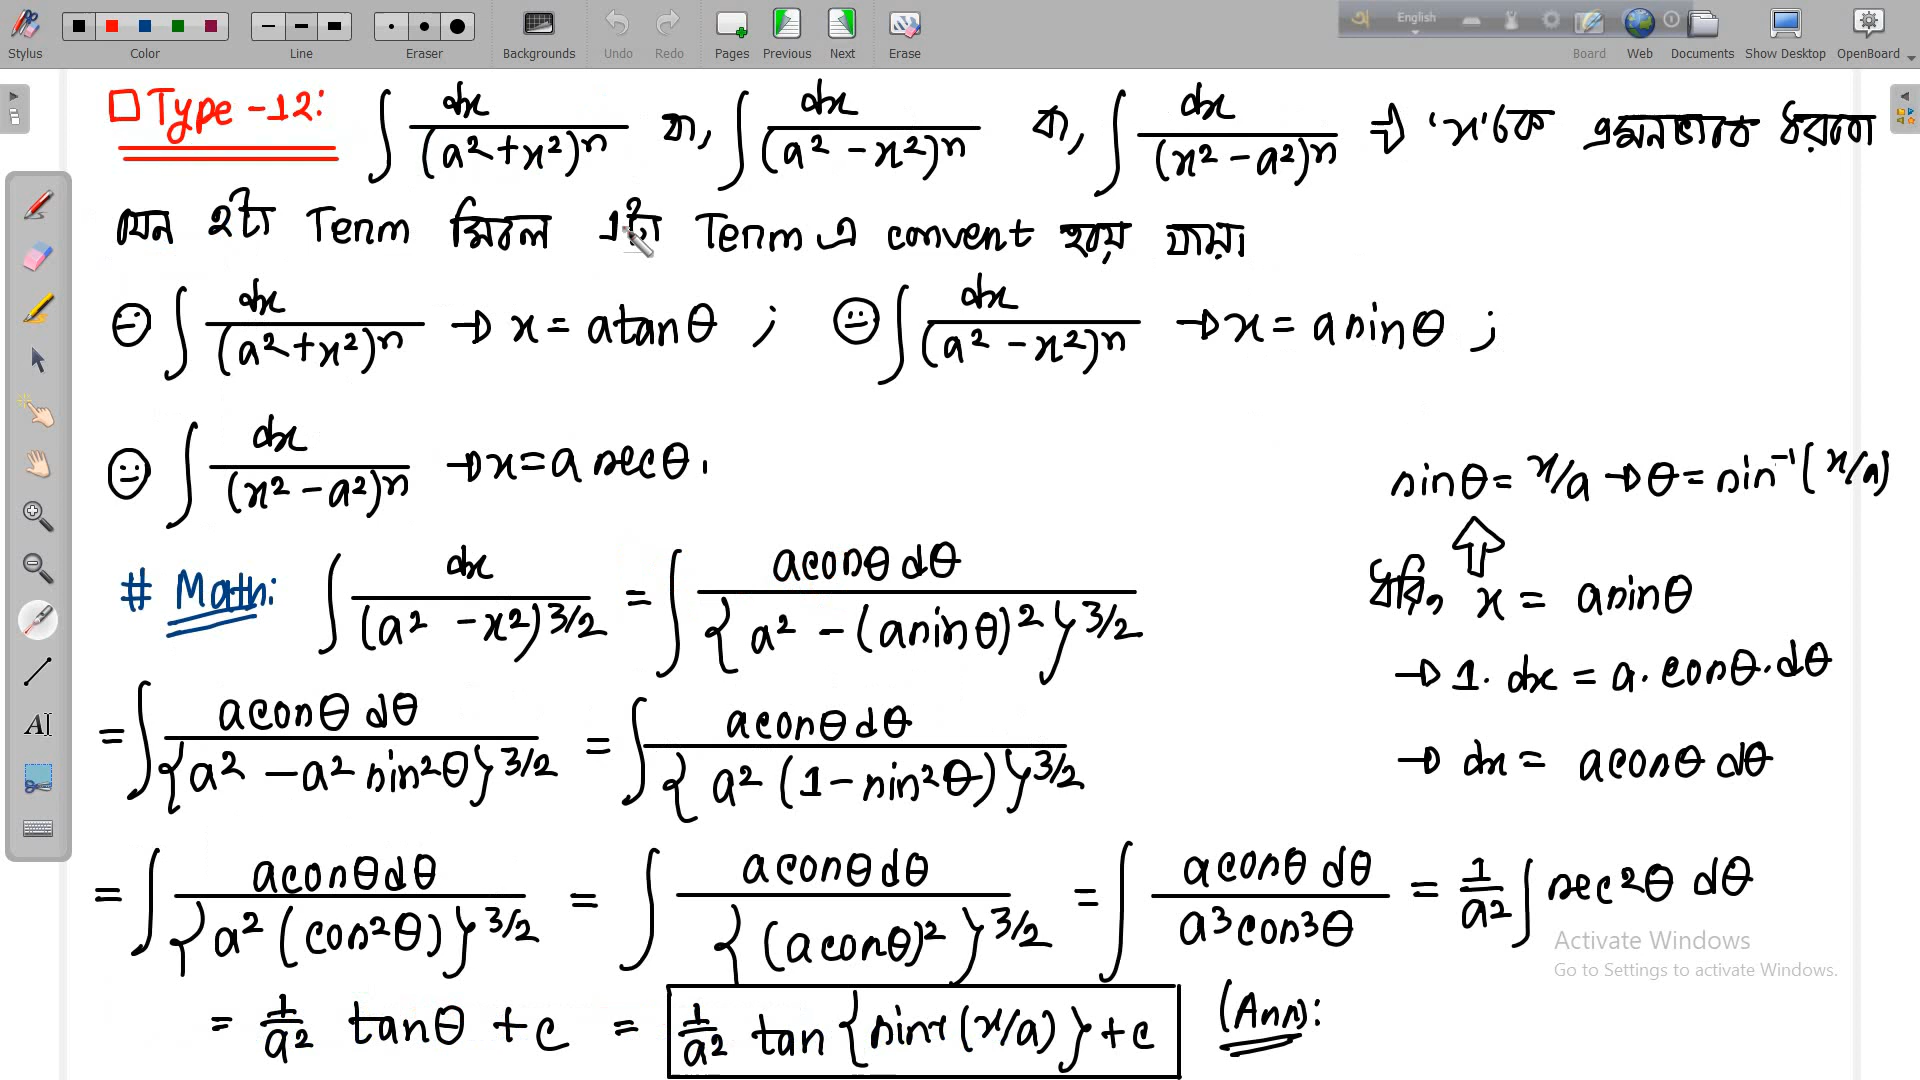 Stylus Color Line Eraser Backgrounds Undo Redo Pages Previous Next Erase English Board Web Documents Show Desktop OpenBoard
□ Type-12: ∫ dx/(a²+x²)ⁿ বা, ∫ dx/(a²-x²)ⁿ বা, ∫ dx/(x²-a²)ⁿ ⇒ 'x' কে এমনভাবে ধরবো
যেন ২টা Term মিলে ১টা Term এ convent হয়ে যায়।
∫ dx/(a²+x²)ⁿ → x = a tanθ ; ∫ dx/(a²-x²)ⁿ → x = a sinθ ;
∫ dx/(x²-a²)ⁿ → x = a secθ.
sinθ = x/a → θ = sin⁻¹(x/a)
# Math: ∫ dx/(a²-x²)^3/2 = ∫ a cosθ dθ/{a²-(a sinθ)²}^3/2
ধরি, x = a sinθ
→ 1. dx = a. cosθ. dθ
= ∫ a cosθ dθ/{a²-a² sin²θ}^3/2 = ∫ a cosθ dθ/{a²(1-sin²θ)}^3/2
→ dx = a cosθ dθ
= ∫ a cosθ dθ/{a²(cos²θ)}^3/2 = ∫ a cosθ dθ/{(a cosθ)²}^3/2 = ∫ a cosθ dθ/a³cos³θ = 1/a² ∫ sec²θ dθ
Activate Windows
Go to Settings to activate Windows.
= 1/a² tanθ + c = 1/a² tan{sin⁻¹(x/a)} + c (Ans):